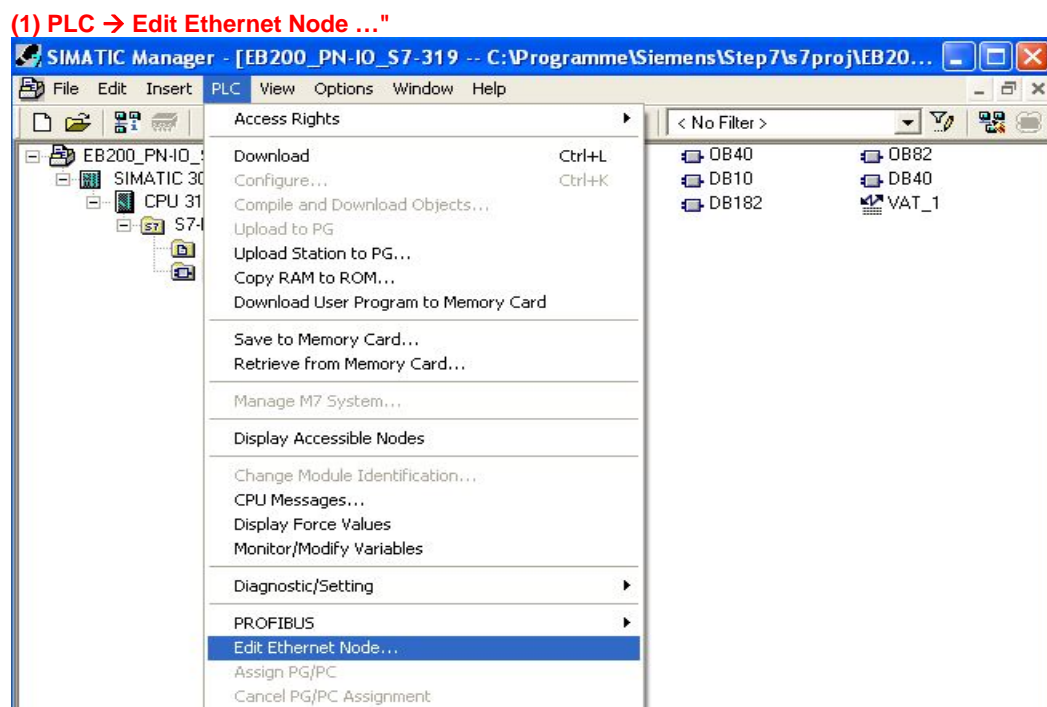 (1) PLC → Edit Ethernet Node …"
SIMATIC Manager - [EB200_PN-IO_S7-319 -- C:\Programme\Siemens\Step7\s7proj\EB20...
File Edit Insert PLC View Options Window Help
< No Filter >
Access Rights
Download Ctrl+L
Configure... Ctrl+K
Compile and Download Objects...
Upload to PG
Upload Station to PG...
Copy RAM to ROM...
Download User Program to Memory Card
Save to Memory Card...
Retrieve from Memory Card...
Manage M7 System...
Display Accessible Nodes
Change Module Identification...
CPU Messages...
Display Force Values
Monitor/Modify Variables
Diagnostic/Setting
PROFIBUS
Edit Ethernet Node...
Assign PG/PC
Cancel PG/PC Assignment
EB200_PN-IO_
SIMATIC 30
CPU 31
S7
S7-
OB40 OB82
DB10 DB40
DB182 VAT_1